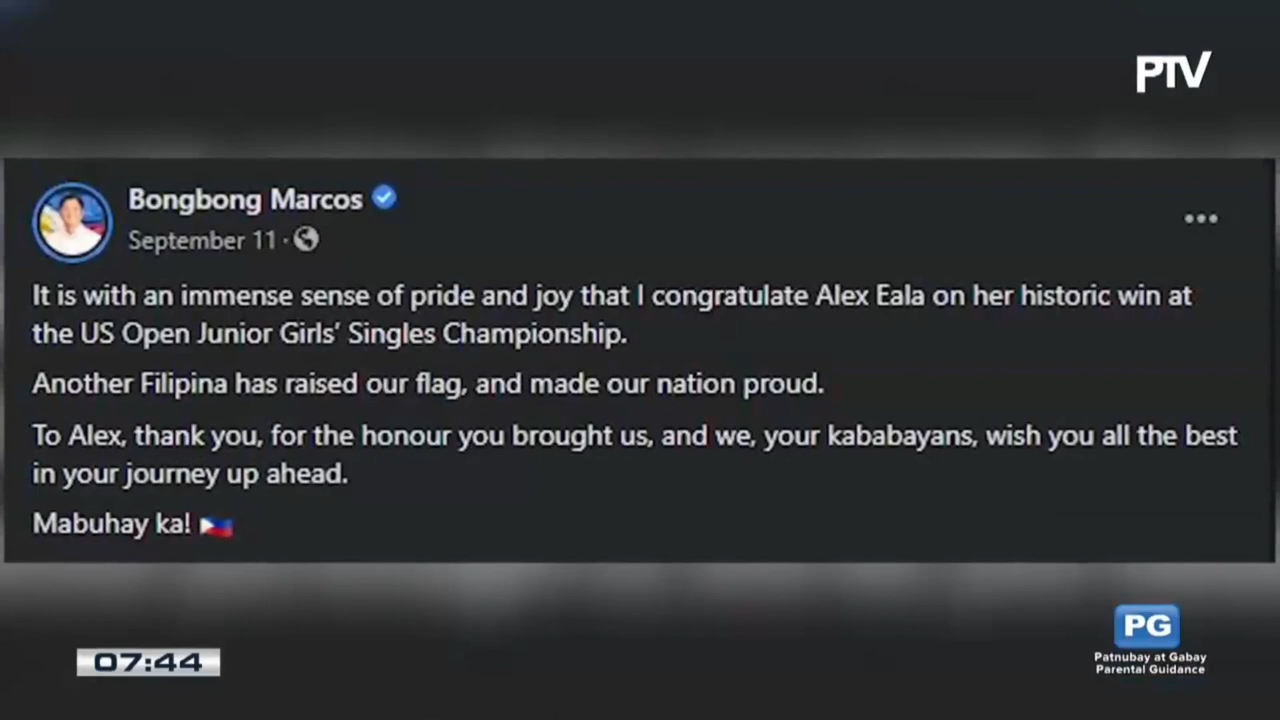 PTV
Bongbong Marcos
September 11 ·
It is with an immense sense of pride and joy that I congratulate Alex Eala on her historic win at
the US Open Junior Girls’ Singles Championship.
Another Filipina has raised our flag, and made our nation proud.
To Alex, thank you, for the honour you brought us, and we, your kababayans, wish you all the best
in your journey up ahead.
Mabuhay ka! 🇵🇭
07:44
PG
Patnubay at Gabay
Parental Guidance